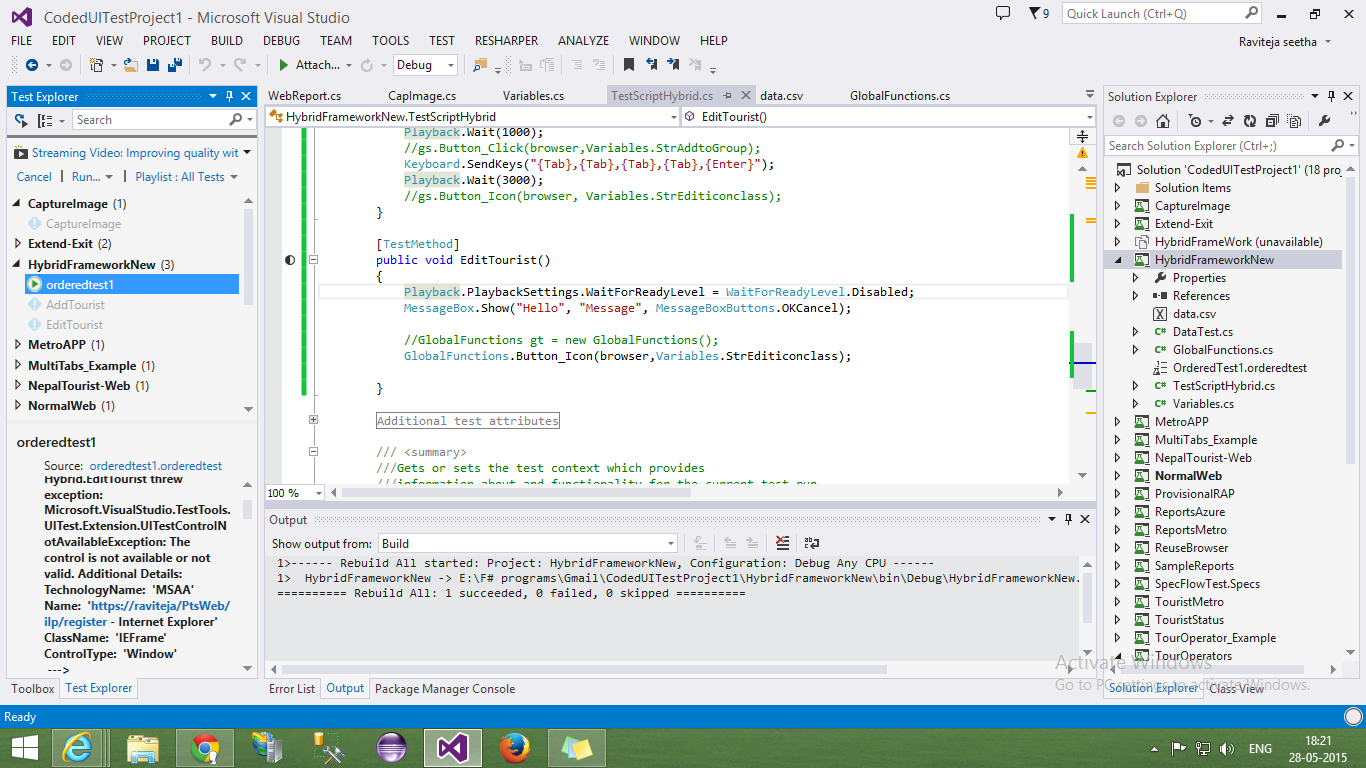 CodedUITestProject1 - Microsoft Visual Studio
9
Quick Launch (Ctrl+Q)
FILE EDIT VIEW PROJECT BUILD DEBUG TEAM TOOLS TEST RESHARPER ANALYZE WINDOW HELP
Raviteja seetha
Attach... Debug
Test Explorer
Search
Streaming Video: Improving quality wit
Cancel Run... Playlist : All Tests
CaptureImage (1)
CaptureImage
Extend-Exit (2)
HybridFrameworkNew (3)
orderedtest1
AddTourist
EditTourist
MetroAPP (1)
MultiTabs_Example (1)
NepalTourist-Web (1)
NormalWeb (1)
orderedtest1
Source: orderedtest1.orderedtest
Hybrid.EditTourist threw
exception:
Microsoft.VisualStudio.TestTools.
UITest.Extension.UITestControlN
otAvailableException: The
control is not available or not
valid. Additional Details:
TechnologyName: 'MSAA'
Name: 'https://raviteja/PtsWeb/
ilp/register - Internet Explorer'
ClassName: 'IEFrame'
ControlType: 'Window'
--->
Toolbox Test Explorer
WebReport.cs CapImage.cs Variables.cs TestScriptHybrid.cs data.csv GlobalFunctions.cs
HybridFrameworkNew.TestScriptHybrid EditTourist()
Playback.Wait(1000);
//gs.Button_Click(browser,Variables.StrAddtoGroup);
Keyboard.SendKeys("{Tab},{Tab},{Tab},{Tab},{Enter}");
Playback.Wait(3000);
//gs.Button_Icon(browser, Variables.StrEditiconclass);
}
[TestMethod]
public void EditTourist()
{
Playback.PlaybackSettings.WaitForReadyLevel = WaitForReadyLevel.Disabled;
MessageBox.Show("Hello", "Message", MessageBoxButtons.OKCancel);
//GlobalFunctions gt = new GlobalFunctions();
GlobalFunctions.Button_Icon(browser,Variables.StrEditiconclass);
}
Additional test attributes
/// <summary>
///Gets or sets the test context which provides
///information about and functionality for the current test run
100 %
Output
Show output from: Build
1>------ Rebuild All started: Project: HybridFrameworkNew, Configuration: Debug Any CPU ------
1> HybridFrameworkNew -> E:\F# programs\Gmail\CodedUITestProject1\HybridFrameworkNew\bin\Debug\HybridFrameworkNew.
========== Rebuild All: 1 succeeded, 0 failed, 0 skipped ==========
Error List Output Package Manager Console
Solution Explorer
Search Solution Explorer (Ctrl+;)
Solution 'CodedUITestProject1' (18 proj
Solution Items
CaptureImage
Extend-Exit
HybridFrameWork (unavailable)
HybridFrameworkNew
Properties
References
data.csv
DataTest.cs
GlobalFunctions.cs
OrderedTest1.orderedtest
TestScriptHybrid.cs
Variables.cs
MetroAPP
MultiTabs_Example
NepalTourist-Web
NormalWeb
ProvisionalRAP
ReportsAzure
ReportsMetro
ReuseBrowser
SampleReports
SpecFlowTest.Specs
TouristMetro
TouristStatus
TourOperator_Example
TourOperators
Activate Windows
Go to PC settings to activate Windows.
Solution Explorer Class View
Ready
ENG
18:21
28-05-2015